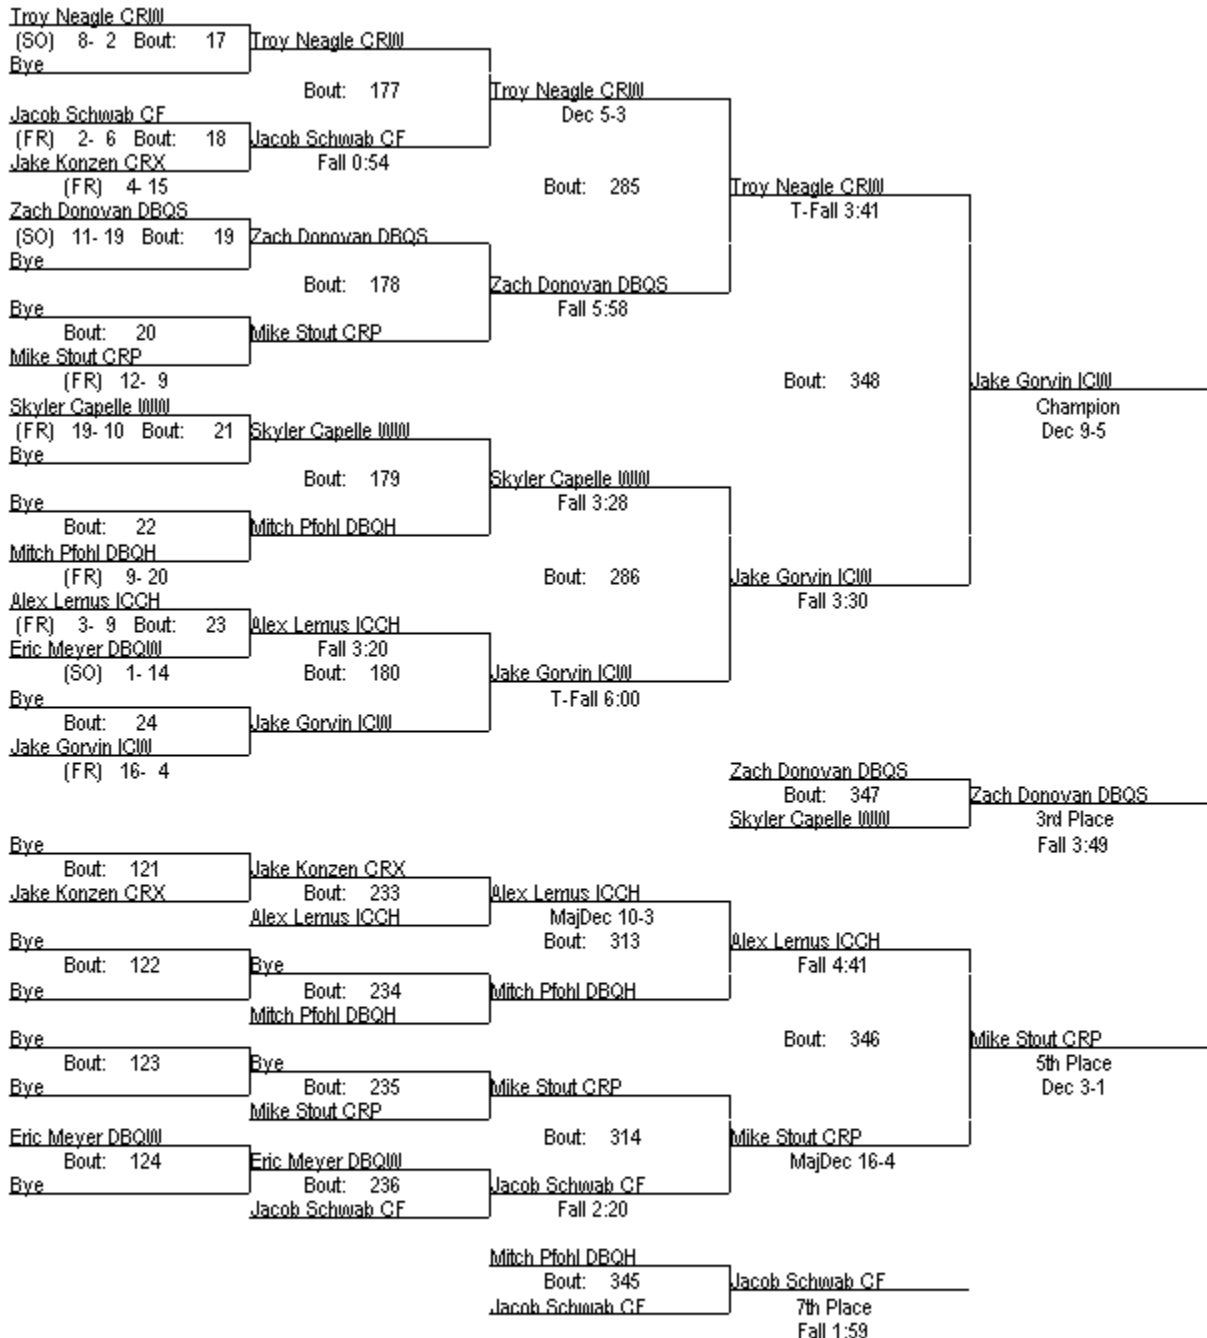 Troy Neagle CRW
(SO) 8- 2 Bout: 17
Bye
Troy Neagle CRW
Bout: 177
Jacob Schwab CF
(FR) 2- 6 Bout: 18
Jake Konzen CRX
(FR) 4- 15
Jacob Schwab CF
Fall 0:54
Troy Neagle CRW
Dec 5-3
Bout: 285
Zach Donovan DBQS
(SO) 11- 19 Bout: 19
Bye
Zach Donovan DBQS
Bout: 178
Bye
Bout: 20
Mike Stout CRP
(FR) 12- 9
Mike Stout CRP
Zach Donovan DBQS
Fall 5:58
Troy Neagle CRW
T-Fall 3:41
Bout: 348
Skyler Capelle WW
(FR) 19- 10 Bout: 21
Bye
Skyler Capelle WW
Bout: 179
Bye
Bout: 22
Mitch Pfohl DBQH
(FR) 9- 20
Mitch Pfohl DBQH
Skyler Capelle WW
Fall 3:28
Bout: 286
Alex Lemus ICCH
(FR) 3- 9 Bout: 23
Eric Meyer DBQW
(SO) 1- 14
Alex Lemus ICCH
Fall 3:20
Bout: 180
Bye
Bout: 24
Jake Gorvin ICW
(FR) 16- 4
Jake Gorvin ICW
Jake Gorvin ICW
T-Fall 6:00
Jake Gorvin ICW
Fall 3:30
Jake Gorvin ICW
Champion
Dec 9-5
Zach Donovan DBQS
Bout: 347
Skyler Capelle WW
Zach Donovan DBQS
3rd Place
Fall 3:49
Bye
Bout: 121
Jake Konzen CRX
Jake Konzen CRX
Bout: 233
Alex Lemus ICCH
Alex Lemus ICCH
MajDec 10-3
Bout: 313
Bye
Bout: 122
Bye
Bye
Bout: 234
Mitch Pfohl DBQH
Mitch Pfohl DBQH
Alex Lemus ICCH
Fall 4:41
Bout: 346
Bye
Bout: 123
Bye
Bye
Bout: 235
Mike Stout CRP
Mike Stout CRP
Bout: 314
Eric Meyer DBQW
Bout: 124
Bye
Eric Meyer DBQW
Bout: 236
Jacob Schwab CF
Jacob Schwab CF
Fall 2:20
Mike Stout CRP
MajDec 16-4
Mike Stout CRP
5th Place
Dec 3-1
Mitch Pfohl DBQH
Bout: 345
Jacob Schwab CF
Jacob Schwab CF
7th Place
Fall 1:59